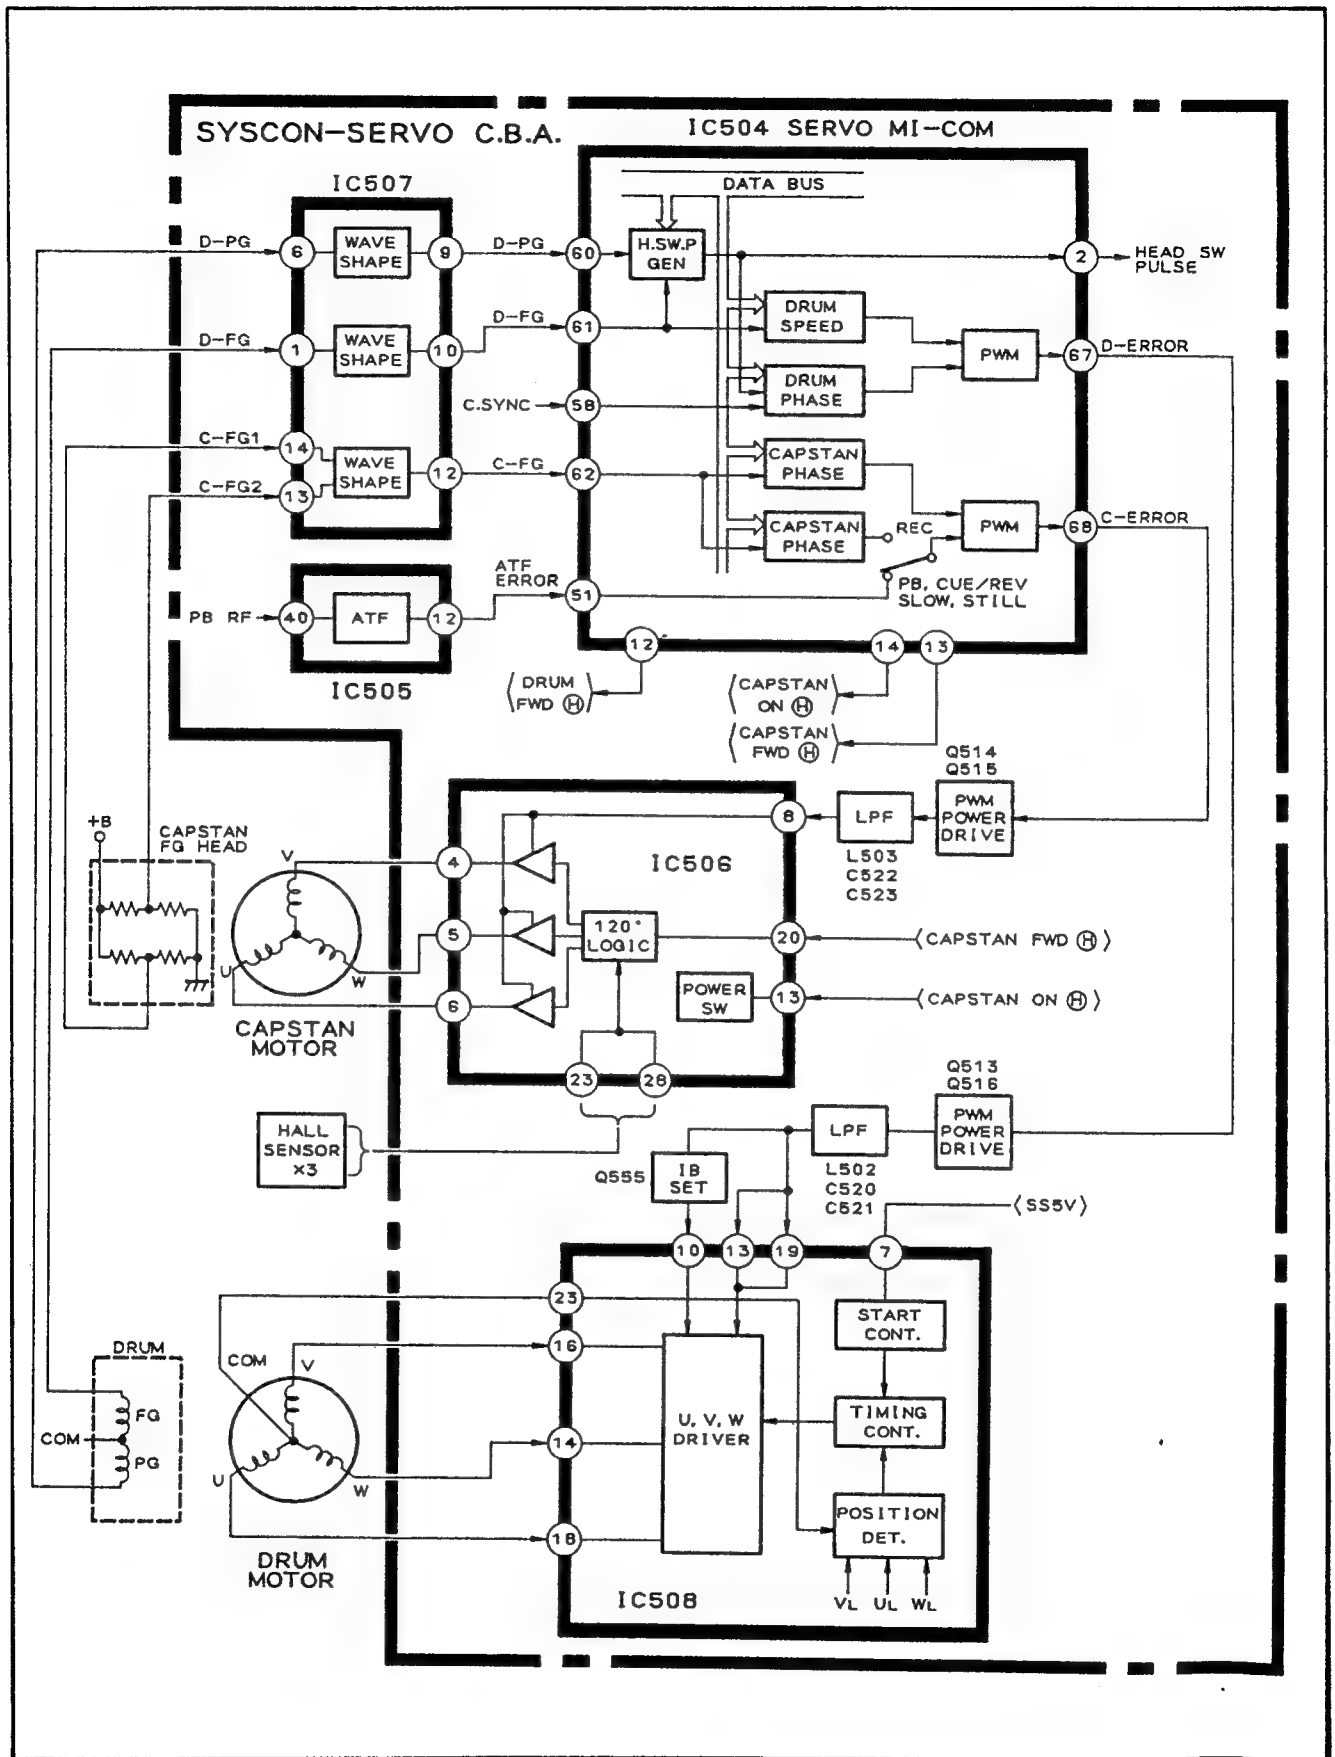 SYSCON-SERVO C.B.A.
IC504 SERVO MI-COM
IC507
DATA BUS
D-PG
6
WAVE
SHAPE
9
D-PG
60
H.SW.P
GEN
2
HEAD SW
PULSE
D-FG
1
WAVE
SHAPE
10
D-FG
61
DRUM
SPEED
PWM
67
D-ERROR
C.SYNC
58
DRUM
PHASE
C-FG1
14
C-FG2
13
WAVE
SHAPE
12
C-FG
62
CAPSTAN
PHASE
CAPSTAN
PHASE
REC
PWM
68
C-ERROR
PB, CUE/REV
SLOW, STILL
PB RF
40
ATF
12
ATF
ERROR
51
IC505
12
14
13
DRUM
FWD H
CAPSTAN
ON H
CAPSTAN
FWD H
Q514
Q515
PWM
POWER
DRIVE
LPF
L503
C522
C523
8
IC506
+B
CAPSTAN
FG HEAD
V
U
W
CAPSTAN
MOTOR
4
5
6
120°
LOGIC
20
CAPSTAN FWD H
POWER
SW
13
CAPSTAN ON H
23
28
HALL
SENSOR
×3
Q513
Q516
PWM
POWER
DRIVE
LPF
L502
C520
C521
Q555
IB
SET
SS5V
10
13
19
7
23
16
14
18
START
CONT.
TIMING
CONT.
U, V, W
DRIVER
POSITION
DET.
VL
UL
WL
IC508
DRUM
FG
COM
PG
COM
V
U
W
DRUM
MOTOR